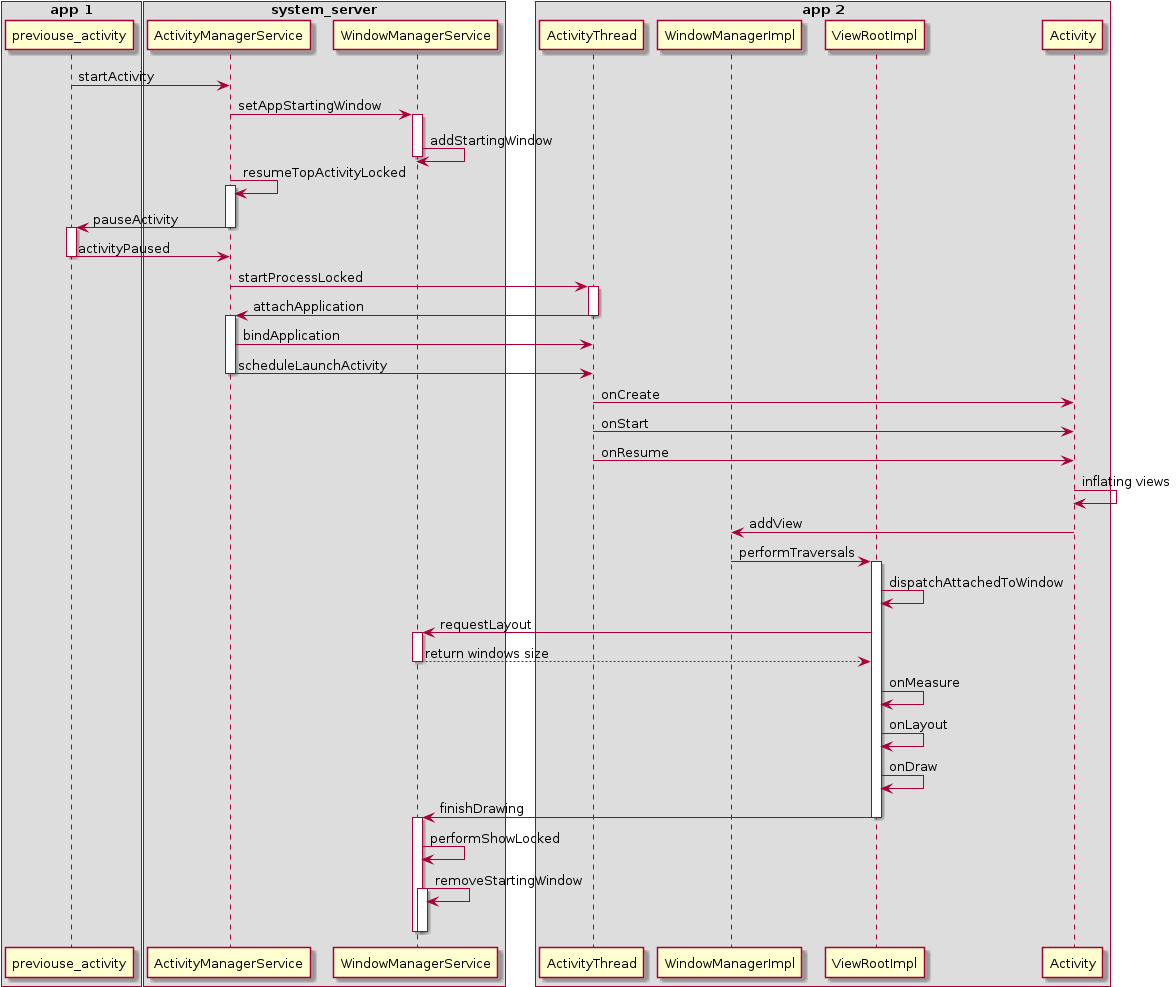 app 1
system_server
app 2
previouse_activity
ActivityManagerService
WindowManagerService
ActivityThread
WindowManagerImpl
ViewRootImpl
Activity
startActivity
setAppStartingWindow
addStartingWindow
resumeTopActivityLocked
pauseActivity
activityPaused
startProcessLocked
attachApplication
bindApplication
scheduleLaunchActivity
onCreate
onStart
onResume
inflating views
addView
performTraversals
dispatchAttachedToWindow
requestLayout
return windows size
onMeasure
onLayout
onDraw
finishDrawing
performShowLocked
removeStartingWindow
previouse_activity
ActivityManagerService
WindowManagerService
ActivityThread
WindowManagerImpl
ViewRootImpl
Activity